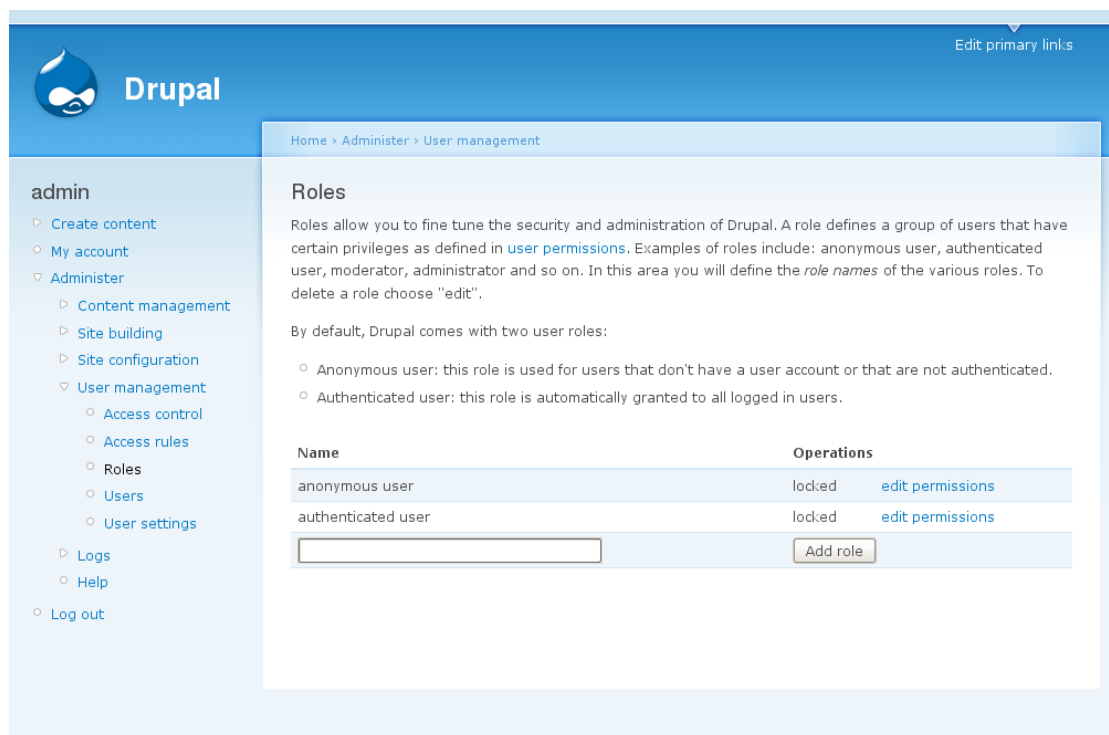 Edit primary links
Drupal
Home › Administer › User management
admin
Create content
My account
Administer
Content management
Site building
Site configuration
User management
Access control
Access rules
Roles
Users
User settings
Logs
Help
Log out
Roles
Roles allow you to fine tune the security and administration of Drupal. A role defines a group of users that have
certain privileges as defined in user permissions. Examples of roles include: anonymous user, authenticated
user, moderator, administrator and so on. In this area you will define the role names of the various roles. To
delete a role choose "edit".
By default, Drupal comes with two user roles:
Anonymous user: this role is used for users that don't have a user account or that are not authenticated.
Authenticated user: this role is automatically granted to all logged in users.
Name Operations
anonymous user locked edit permissions
authenticated user locked edit permissions
Add role